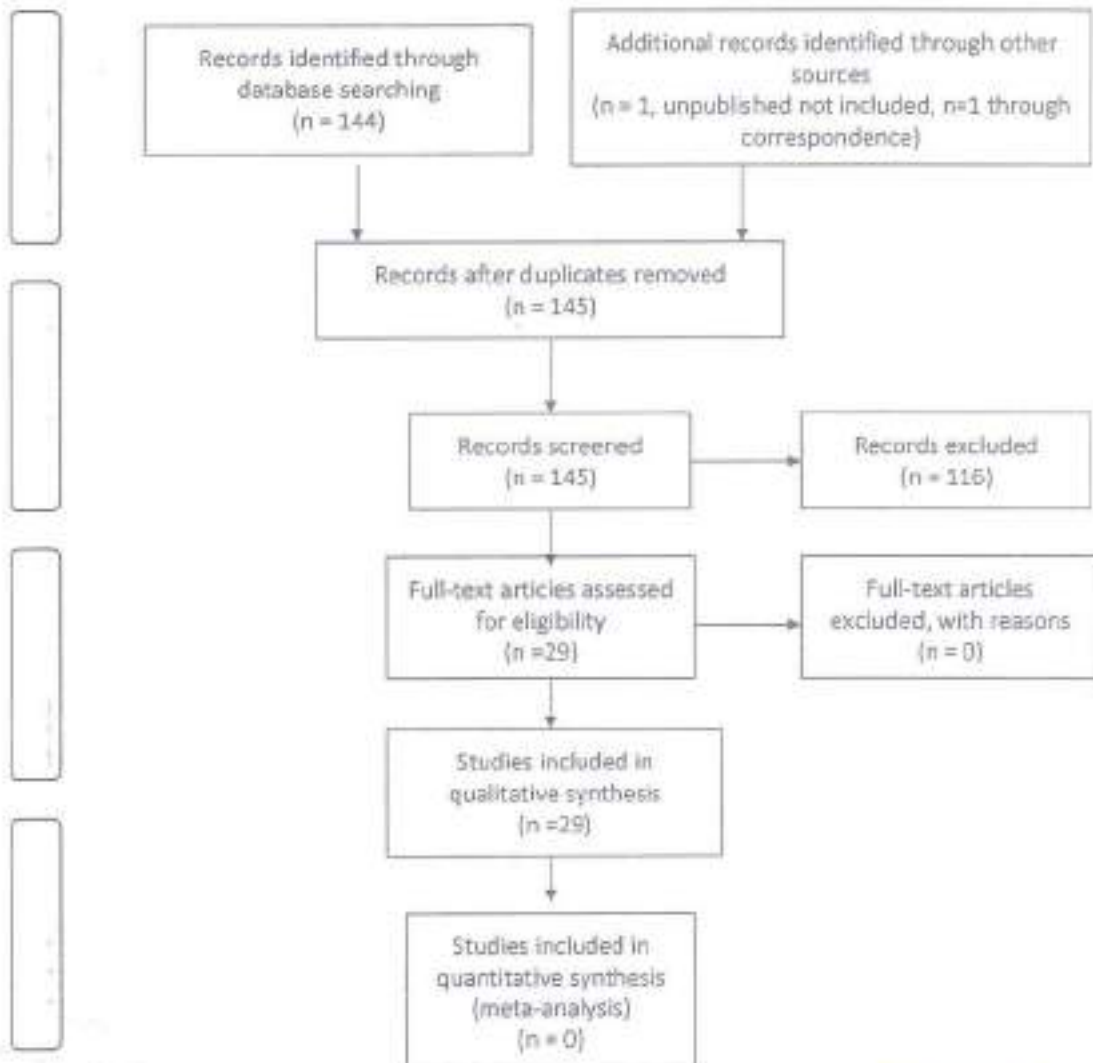 Records identified through
database searching
(n = 144)
Additional records identified through other
sources
(n = 1, unpublished not included, n=1 through
correspondence)
Records after duplicates removed
(n = 145)
Records screened
(n = 145)
Records excluded
(n = 116)
Full-text articles assessed
for eligibility
(n =29)
Full-text articles
excluded, with reasons
(n = 0)
Studies included in
qualitative synthesis
(n =29)
Studies included in
quantitative synthesis
(meta-analysis)
(n = 0)